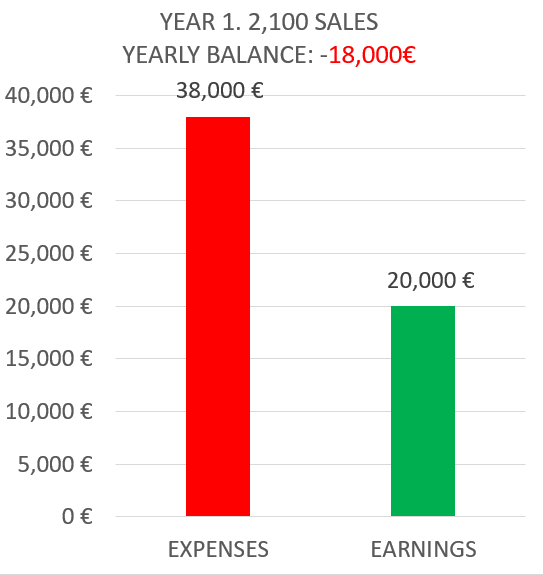 YEAR 1. 2,100 SALES
YEARLY BALANCE: -18,000€
40,000 €
38,000 €
35,000 €
30,000 €
25,000 €
20,000 €
20,000 €
15,000 €
10,000 €
5,000 €
0 €
EXPENSES
EARNINGS